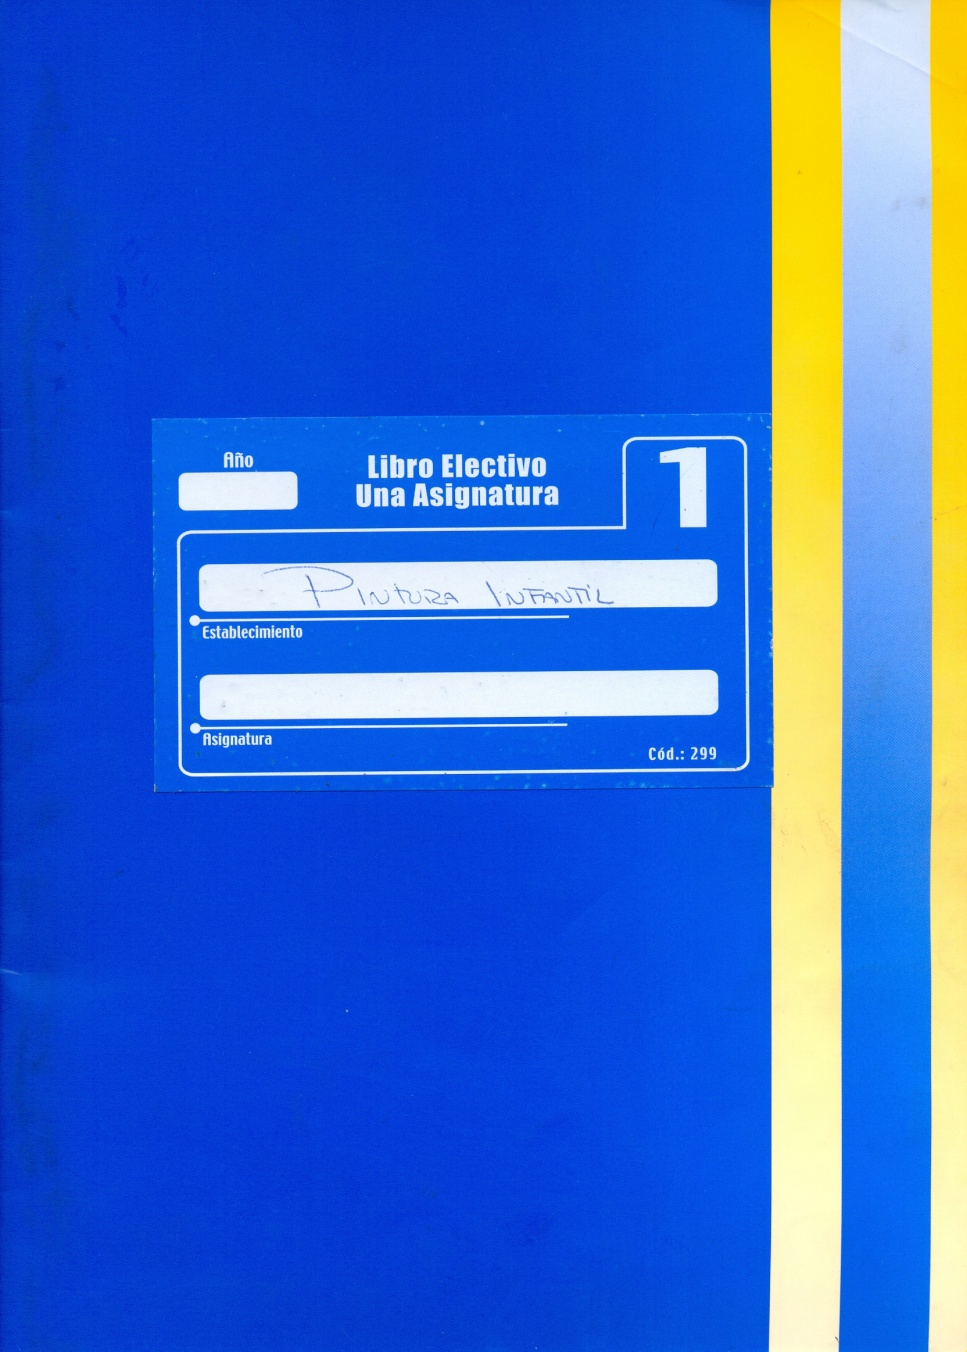 Año
Libro Electivo
Una Asignatura
1
Pintura Infantil
Establecimiento
Asignatura
Cód.: 299